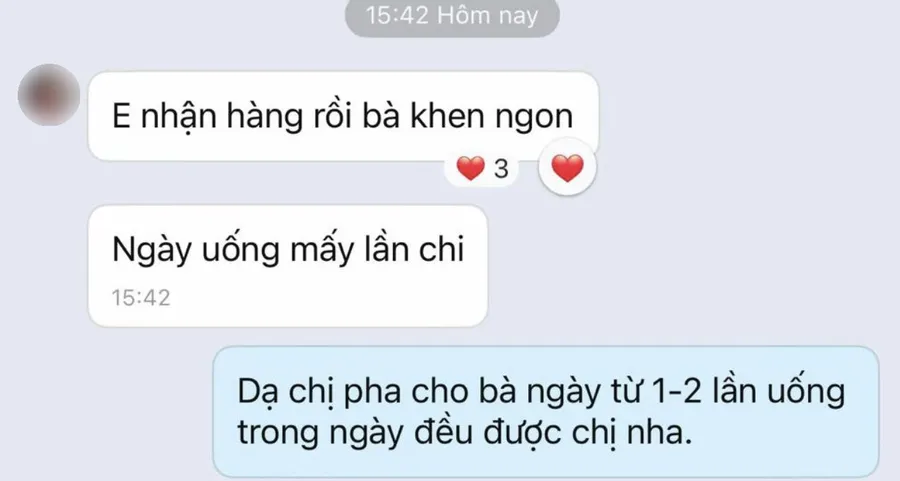 15:42 Hôm nay
E nhận hàng rồi bà khen ngon
3
Ngày uống mấy lần chi
15:42
Dạ chị pha cho bà ngày từ 1-2 lần uống
trong ngày đều được chị nha.